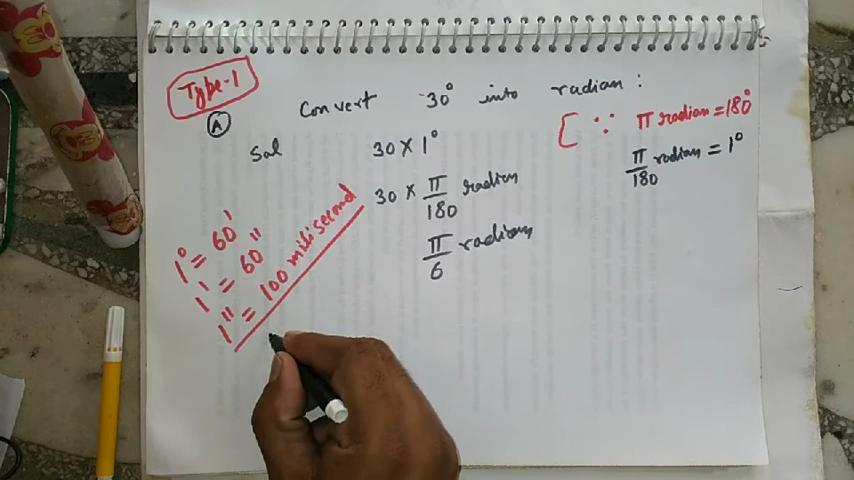 Type-1
(A) Convert 30° into radian :
Sol 30 × 1°
30 × π/180 radian
π/6 radian
[ ∵ π radian = 180°
π/180 radian = 1°
1° = 60'
1' = 60"
1" = 100 milli second